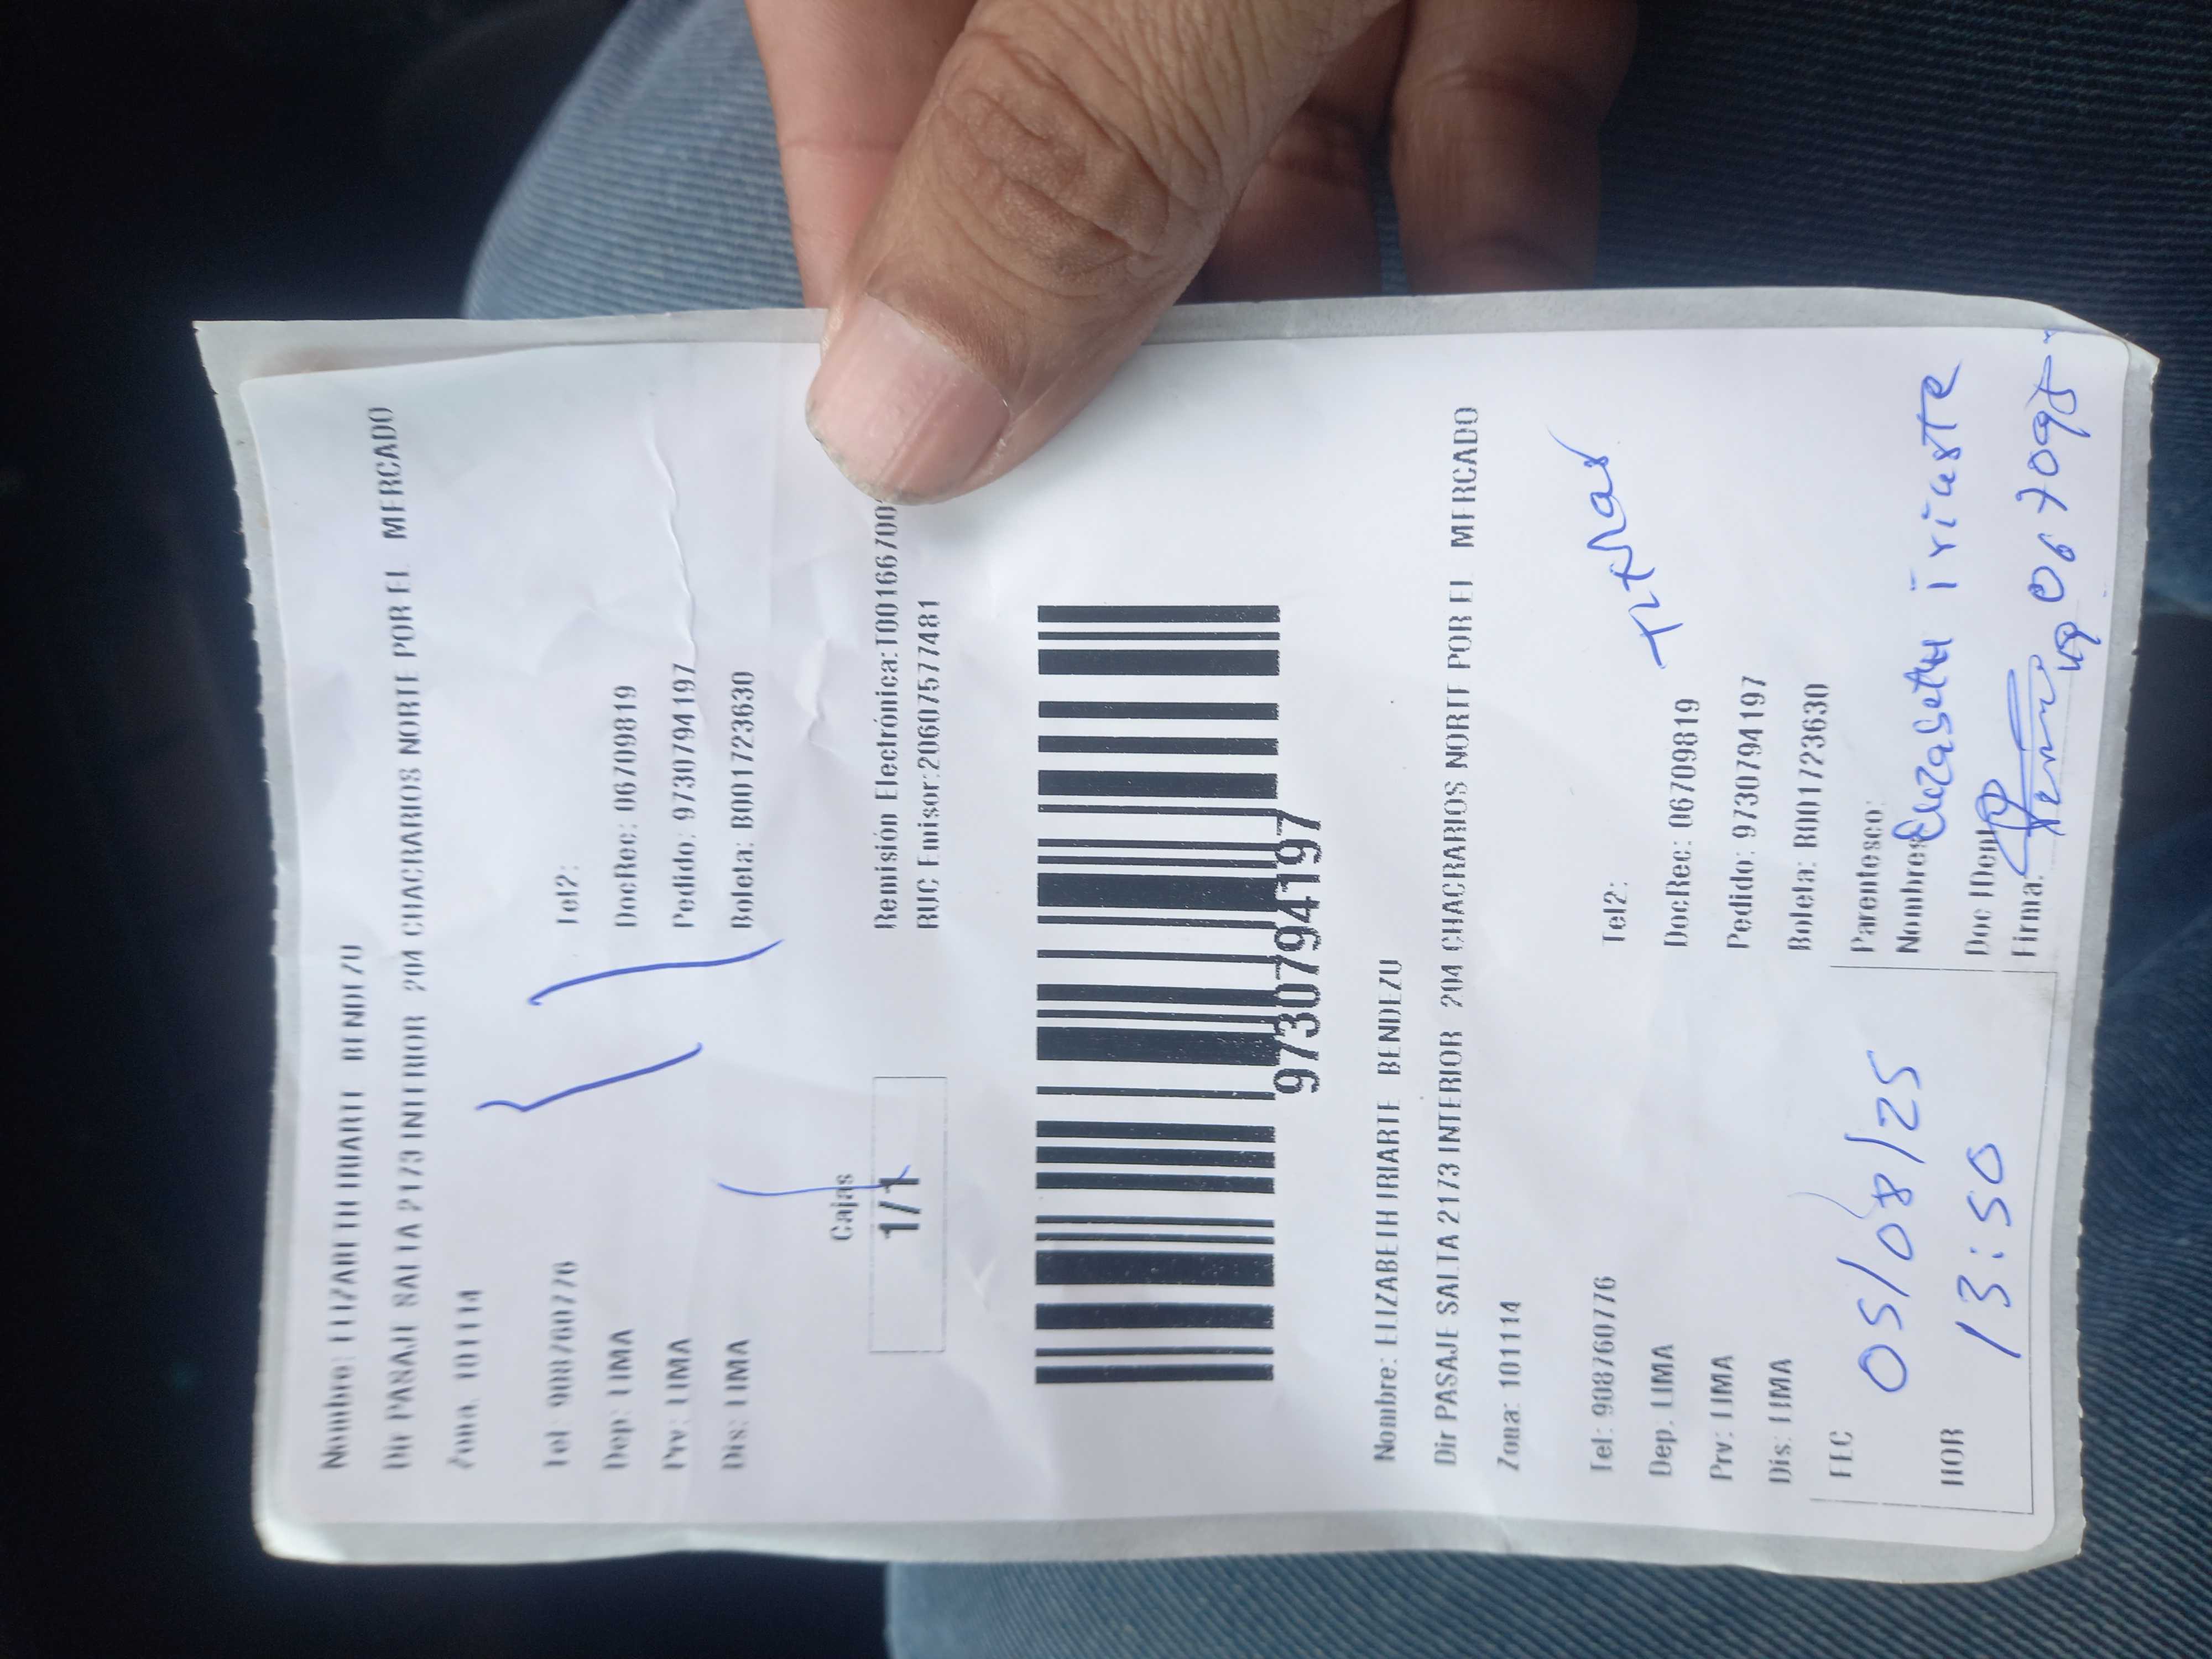 Nombre: ELIZABETH IRIARTE BENDEZU
Dir PASAJE SALTA 2173 INTERIOR 204 CHACRARIOS NORTE POR EL MERCADO
Zona: 101114
Tel: 908760776 Tel2:
Dep: LIMA DocRec: 06709819
Prv: LIMA Pedido: 9730794197
Dis: LIMA Boleta: B001723630
Cajas
1/1
Remisión Electrónica: T00166700
RUC Emisor: 20607577481
9730794197
Nombre: ELIZABETH IRIARTE BENDEZU
Dir PASAJE SALTA 2173 INTERIOR 204 CHACRARIOS NORTE POR EL MERCADO
Zona: 101114
Tel: 908760776 Tel2:
Dep: LIMA DocRec: 06709819
Prv: LIMA Pedido: 9730794197
Dis: LIMA Boleta: B001723630
FEC 05/08/25
HOR 13:50
Parentesco:
Nombre Elizabeth iriarte
Doc IDent
Firma: